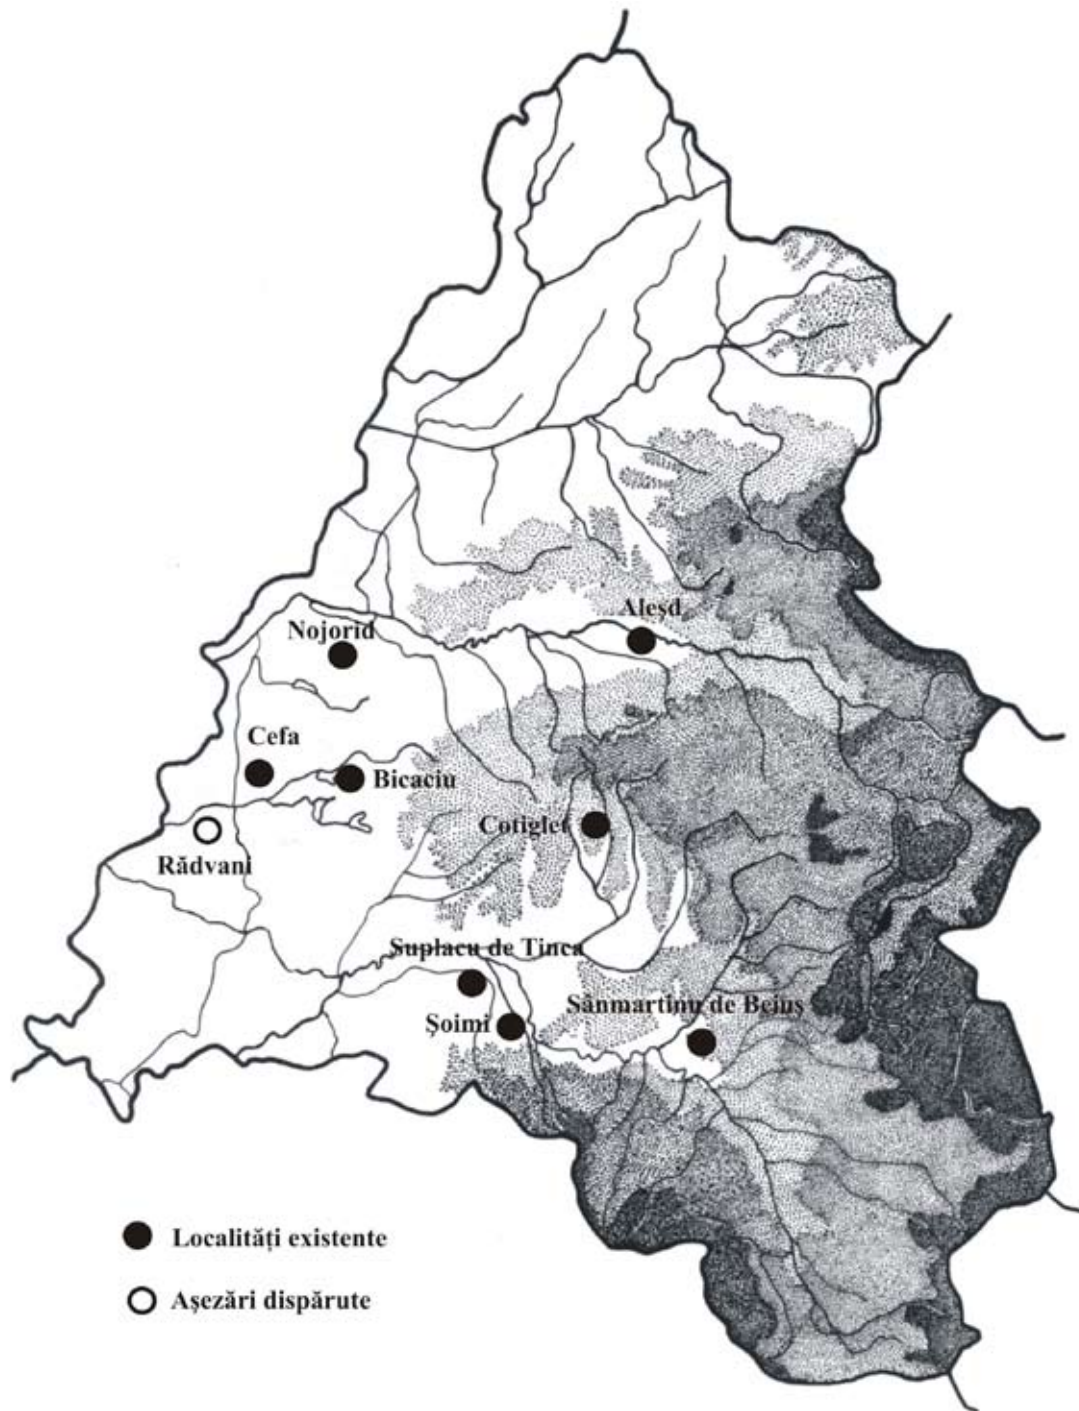 Aleșd
Nojorid
Cefa
Bicaciu
Cotiglet
Rădvani
Suplacu de Tinca
Sânmartinu de Beiuș
Șoimi
Localități existente
Așezări dispărute